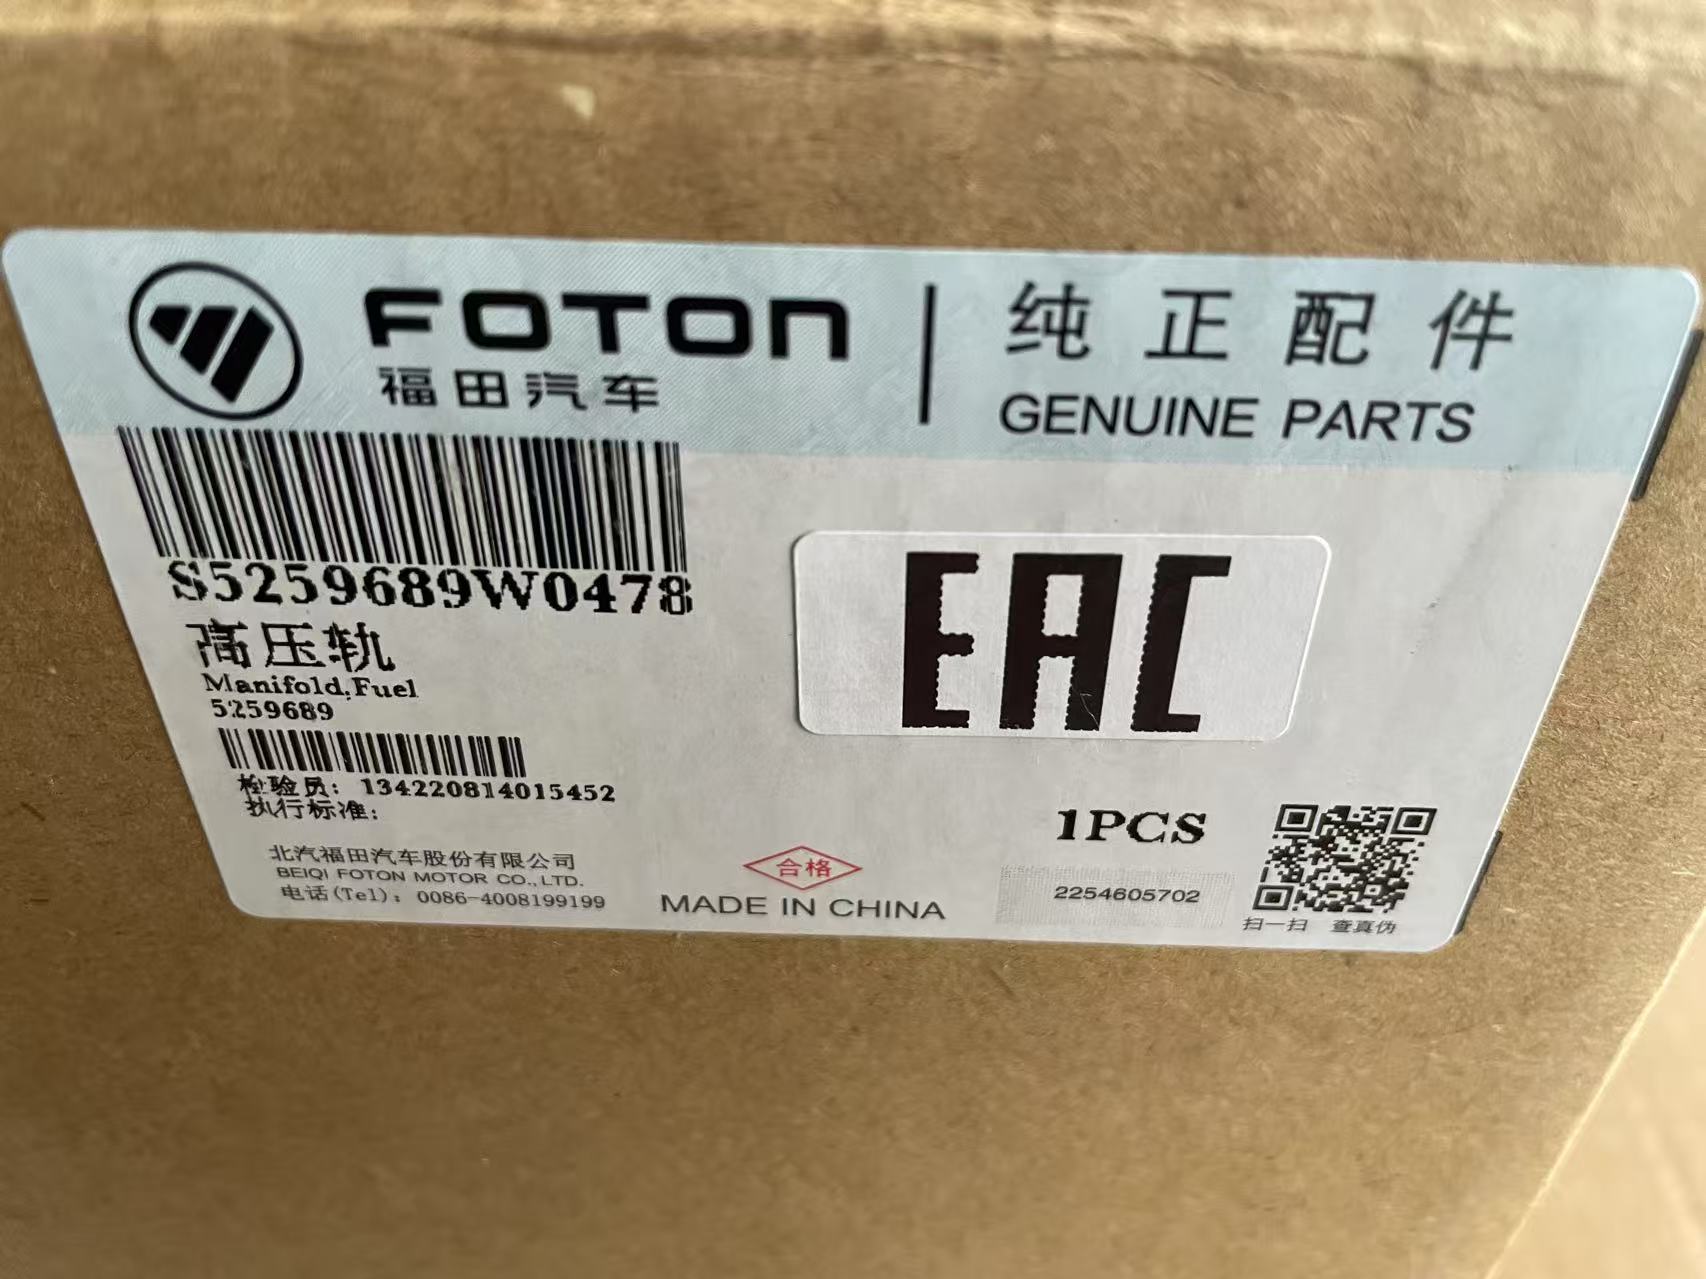 FOTON
福田汽车
纯正配件
GENUINE PARTS
S5259689W0478
高压轨
Manifold,Fuel
5259689
检验员: 134220814015452
执行标准:
EAC
北汽福田汽车股份有限公司
BEIQI FOTON MOTOR CO.,LTD.
电话(Tel): 0086-4008199199
合格
MADE IN CHINA
1PCS
2254605702
扫一扫 查真伪